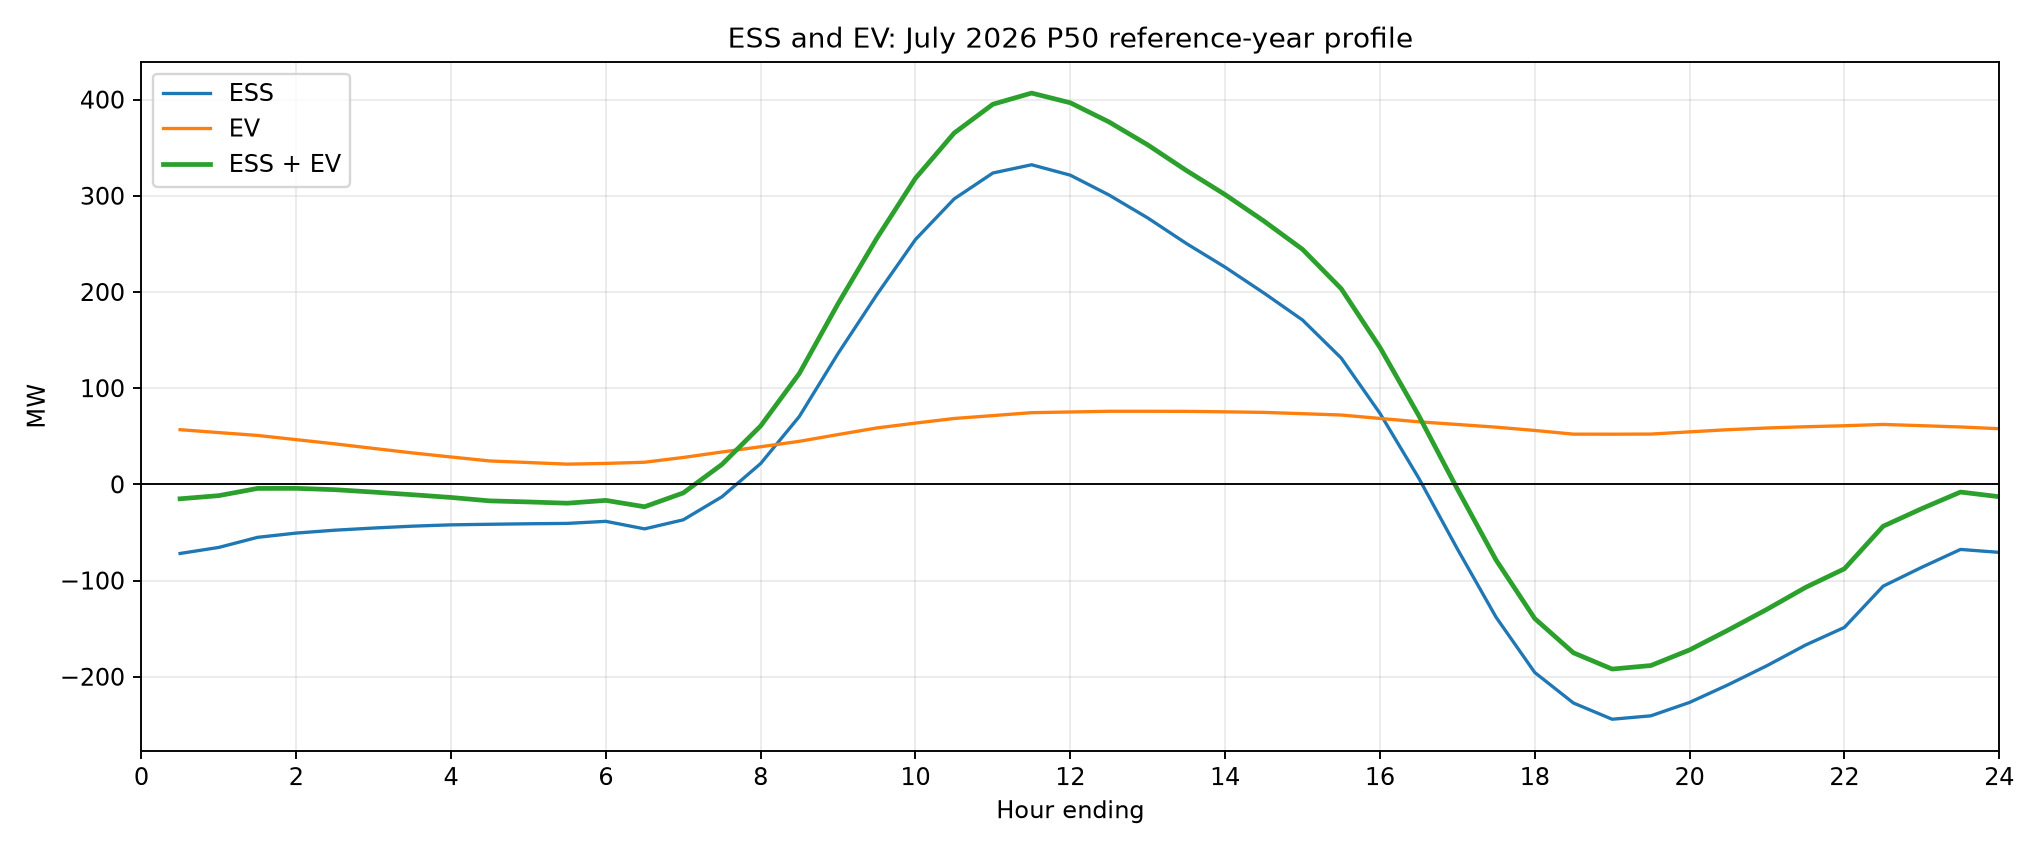 ESS and EV: July 2026 P50 reference-year profile
ESS
EV
ESS + EV
400
300
200
100
0
−100
−200
MW
0 2 4 6 8 10 12 14 16 18 20 22 24
Hour ending